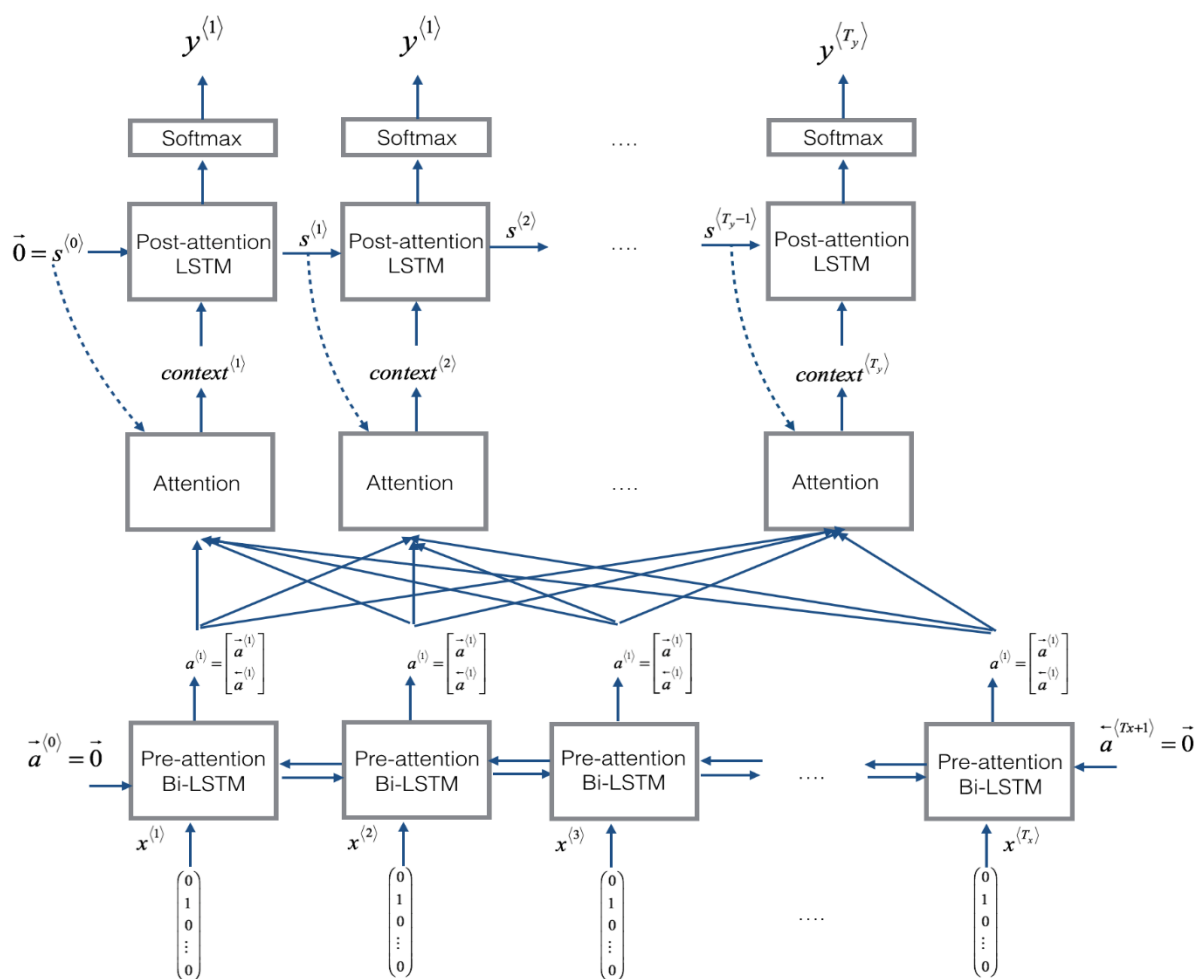 y⟨1⟩ y⟨1⟩ y⟨T_y⟩
Softmax Softmax .... Softmax
0⃗ = s⟨0⟩ Post-attention LSTM s⟨1⟩ Post-attention LSTM s⟨2⟩ .... s⟨T_y−1⟩ Post-attention LSTM
context⟨1⟩ context⟨2⟩ context⟨T_y⟩
Attention Attention .... Attention
a⟨1⟩ = [a⃗⟨1⟩ a⃖⟨1⟩] a⟨1⟩ = [a⃗⟨1⟩ a⃖⟨1⟩] a⟨1⟩ = [a⃗⟨1⟩ a⃖⟨1⟩] a⟨1⟩ = [a⃗⟨1⟩ a⃖⟨1⟩]
a⃗⟨0⟩ = 0⃗ Pre-attention Bi-LSTM Pre-attention Bi-LSTM Pre-attention Bi-LSTM .... Pre-attention Bi-LSTM a⃖⟨Tx+1⟩ = 0⃗
x⟨1⟩ x⟨2⟩ x⟨3⟩ x⟨T_x⟩
0 0 0 0
1 1 1 1
0 0 0 .... 0
⋮ ⋮ ⋮ ⋮
0 0 0 0